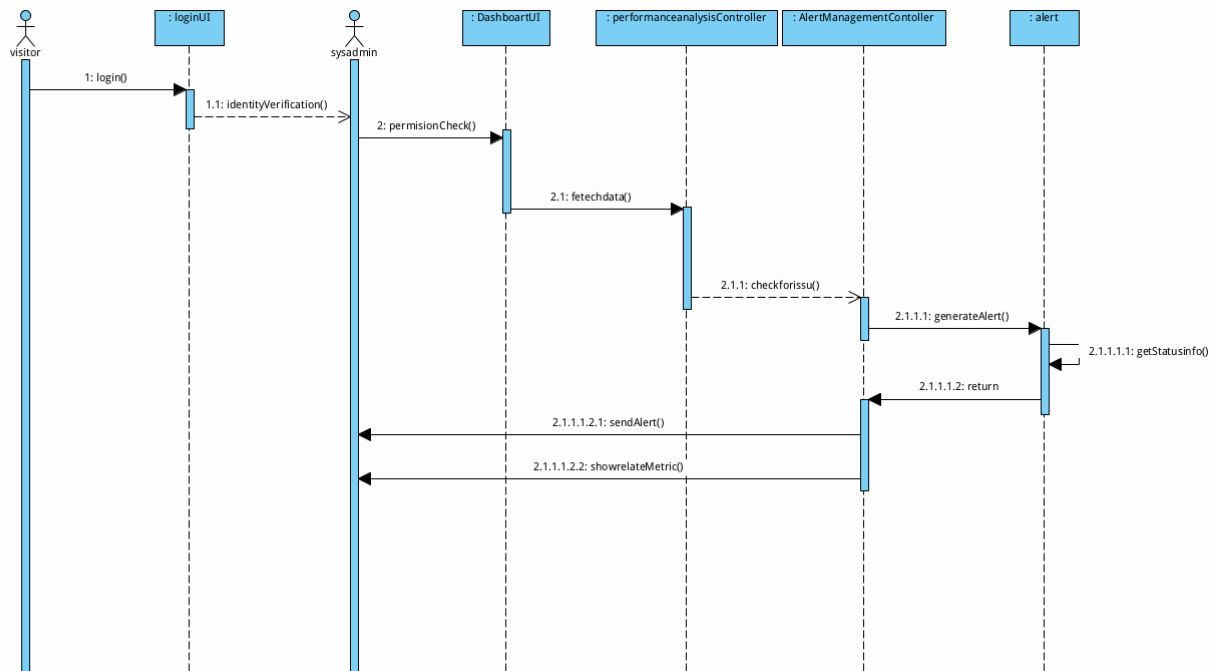 : loginUI
: DashboartUI
: performanceanalysisController
: AlertManagementContoller
: alert
visitor
sysadmin
1: login()
1.1: identityVerification()
2: permisionCheck()
2.1: fetechdata()
2.1.1: checkforissu()
2.1.1.1: generateAlert()
2.1.1.1.1: getStatusinfo()
2.1.1.1.2: return
2.1.1.1.2.1: sendAlert()
2.1.1.1.2.2: showrelateMetric()